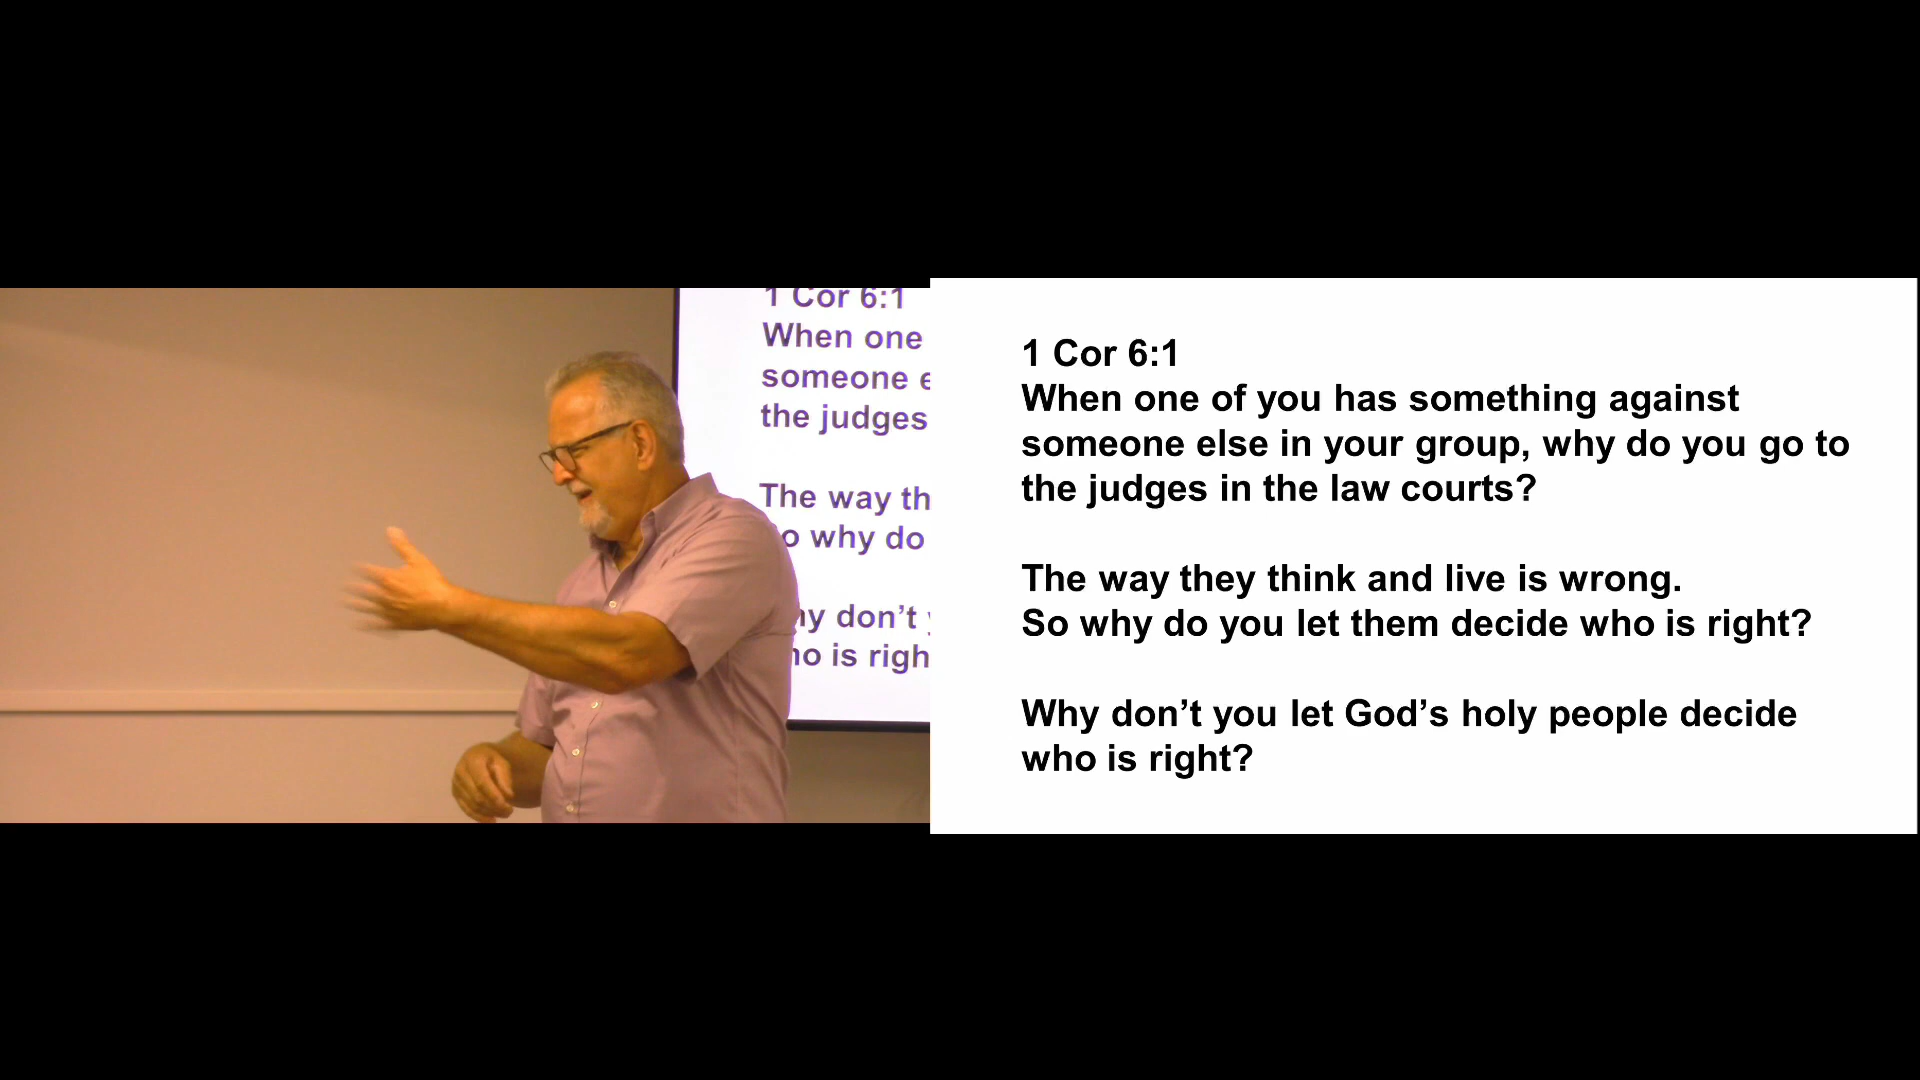 1 Cor 6:1
When one
someone
the judges
The way
why do
don't
is
1 Cor 6:1
When one of you has something against
someone else in your group, why do you go to
the judges in the law courts?
The way they think and live is wrong.
So why do you let them decide who is right?
Why don’t you let God’s holy people decide
who is right?